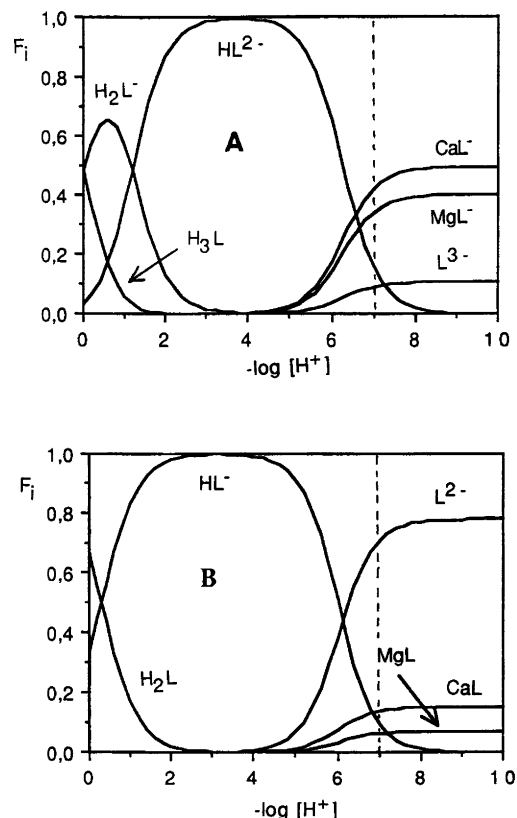 F_i
1,0
0,8
0,6
0,4
0,2
0,0
H₂L⁻
HL²⁻
A
H₃L
CaL⁻
MgL⁻
L³⁻
0 2 4 6 8 10
-log [H⁺]
F_i
1,0
0,8
0,6
0,4
0,2
0,0
HL⁻
L²⁻
B
MgL
H₂L
CaL
0 2 4 6 8 10
-log [H⁺]